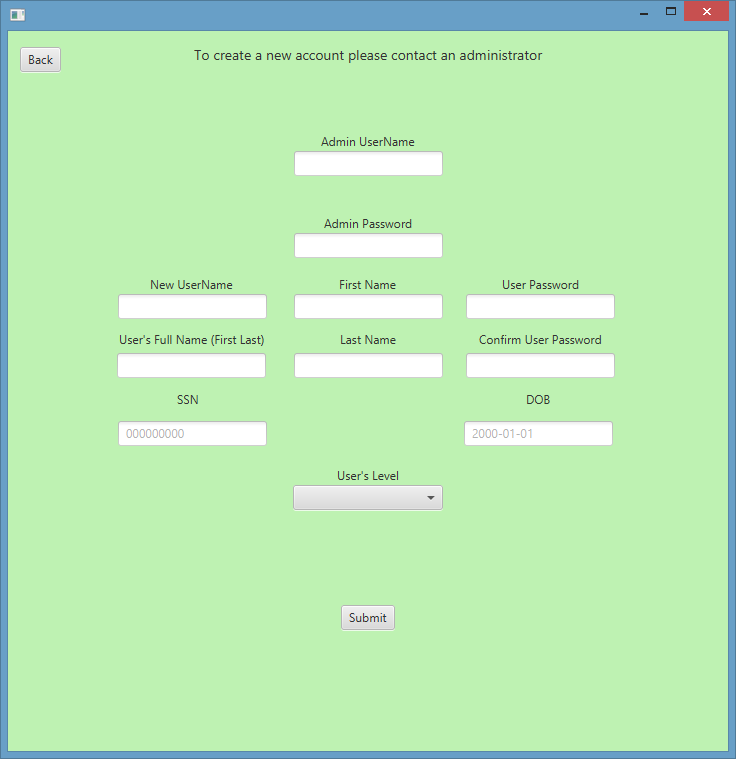 Back
To create a new account please contact an administrator
Admin UserName
Admin Password
New UserName
First Name
User Password
User's Full Name (First Last)
Last Name
Confirm User Password
SSN
DOB
000000000
2000-01-01
User's Level
Submit